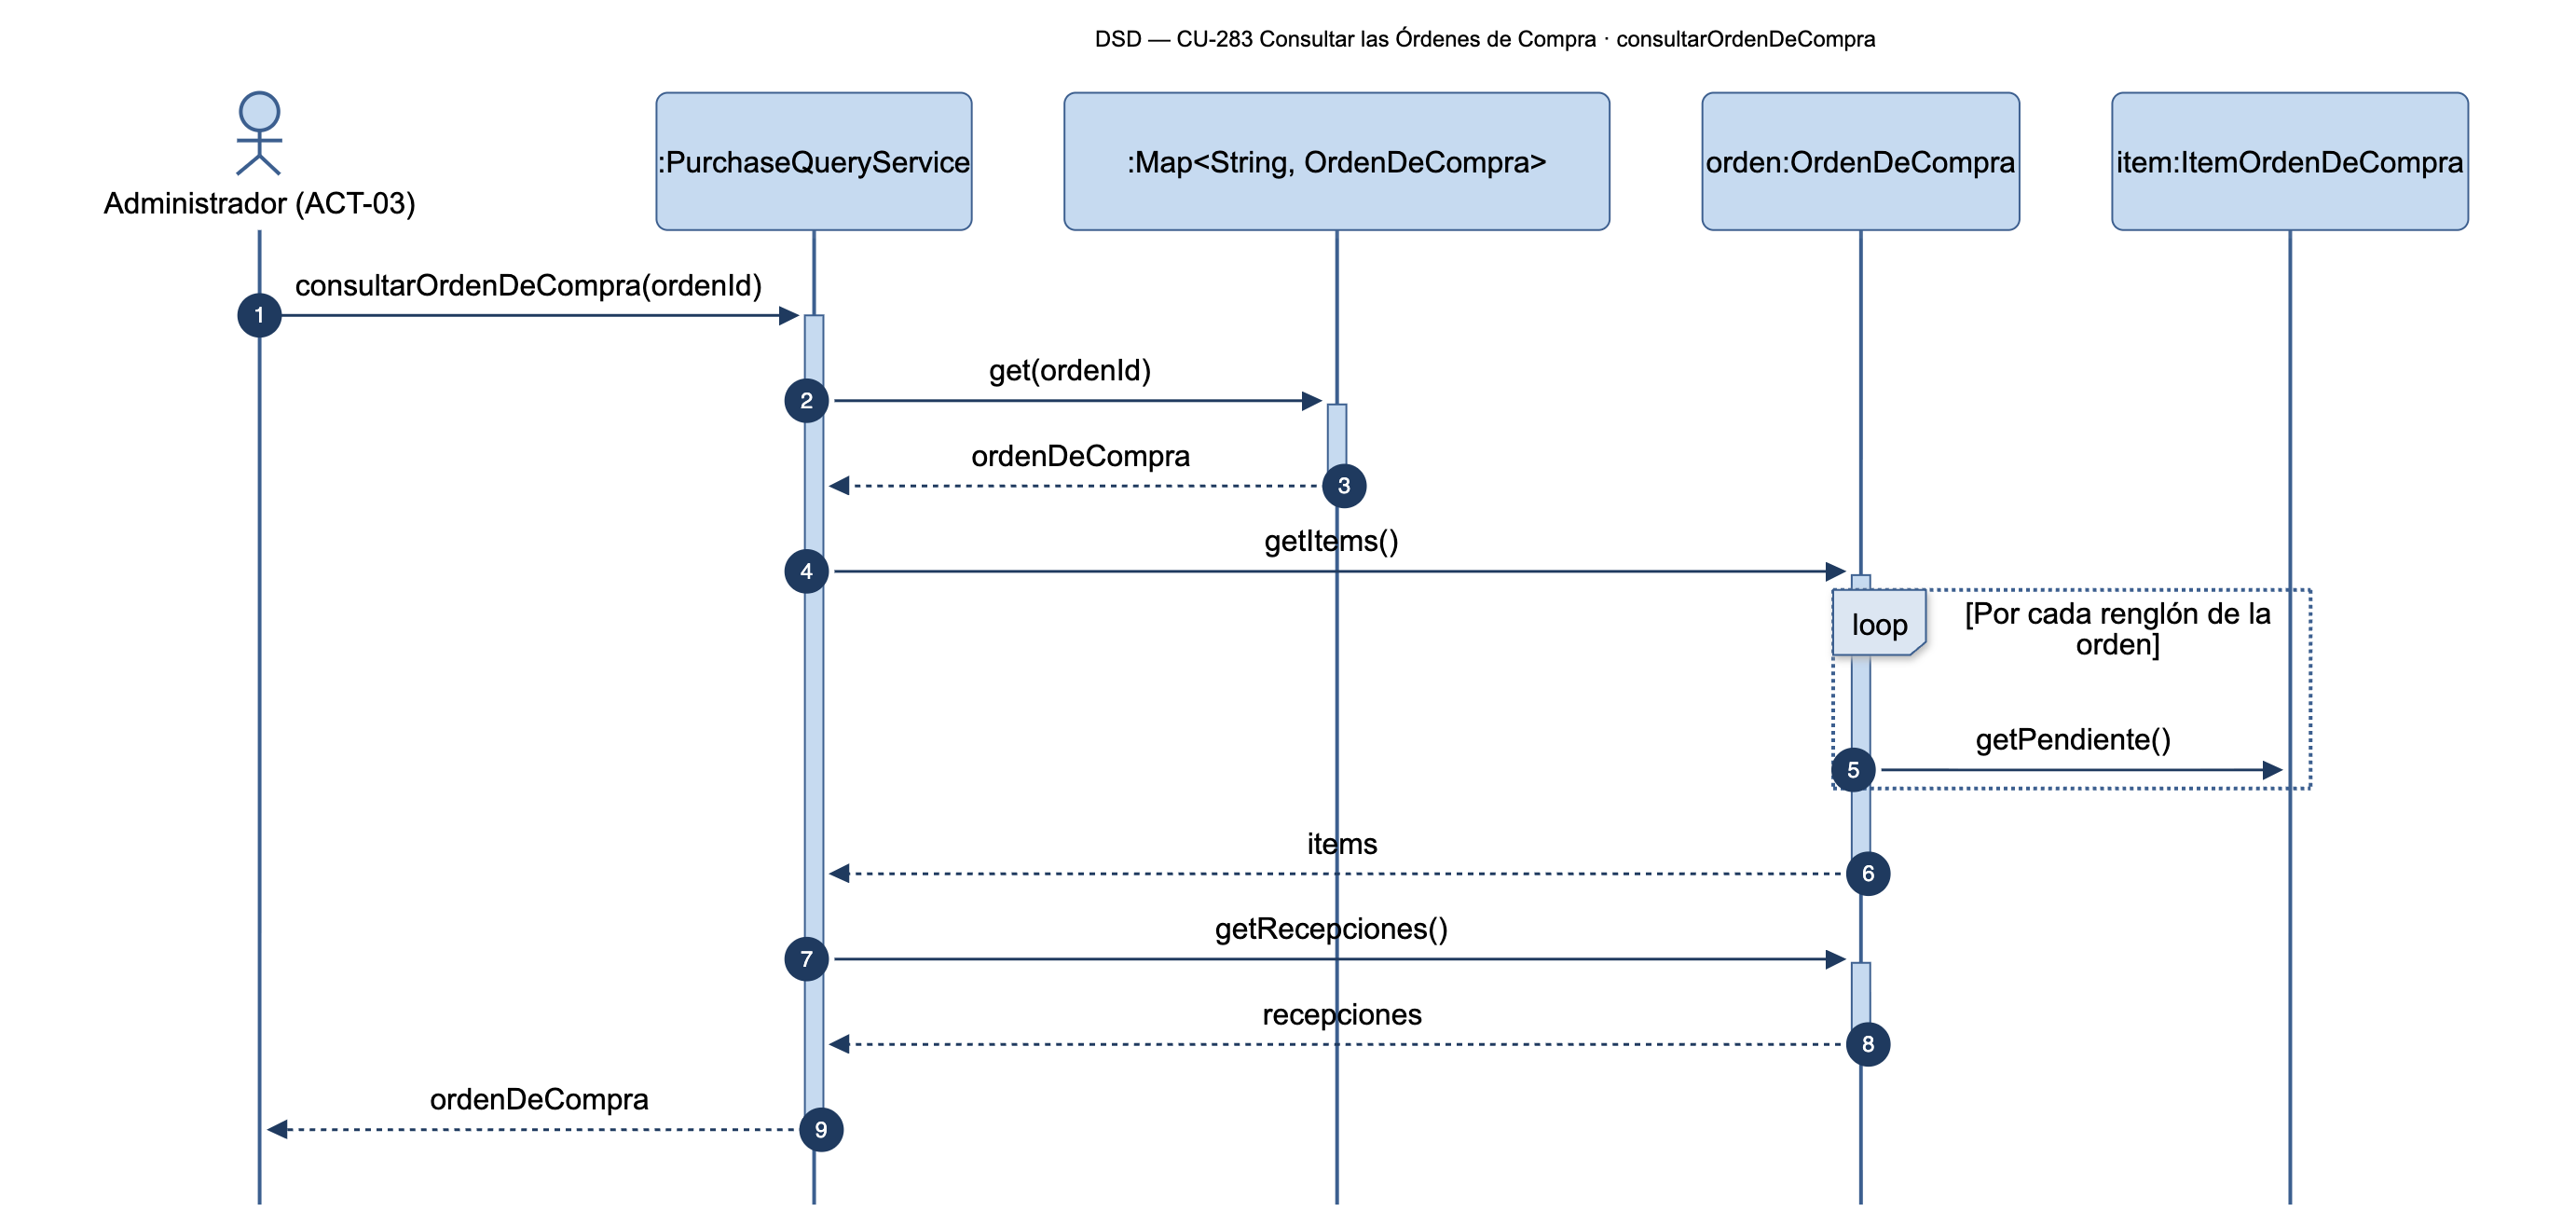 DSD — CU-283 Consultar las Órdenes de Compra · consultarOrdenDeCompra
Administrador (ACT-03)
:PurchaseQueryService
:Map<String, OrdenDeCompra>
orden:OrdenDeCompra
item:ItemOrdenDeCompra
consultarOrdenDeCompra(ordenId)
1
get(ordenId)
2
ordenDeCompra
3
getItems()
4
loop
[Por cada renglón de la
orden]
getPendiente()
5
items
6
getRecepciones()
7
recepciones
8
ordenDeCompra
9